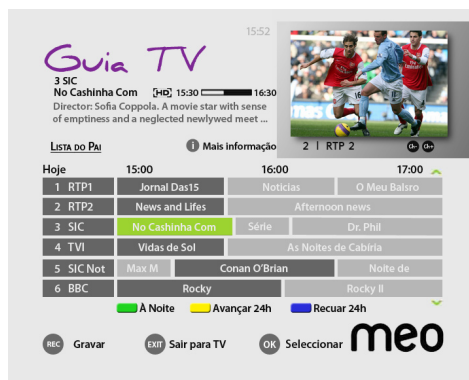 15:52
Guia TV
3 SIC
No Cashinha Com [HD] 15:30 16:30
Director: Sofia Coppola. A movie star with sense
of emptiness and a neglected newlywed meet ...
LISTA DO PAI i Mais informação 2 | RTP 2
Hoje 15:00 16:00 17:00
1 RTP1 Jornal Das15 Noticias O Meu Balsro
2 RTP2 News and Lifes Afternoon news
3 SIC No Cashinha Com Série Dr. Phil
4 TVI Vidas de Sol As Noites de Cabíria
5 SIC Not Max M Conan O'Brian Noite de
6 BBC Rocky Rocky II
À Noite Avançar 24h Recuar 24h
REC Gravar EXIT Sair para TV OK Seleccionar meo